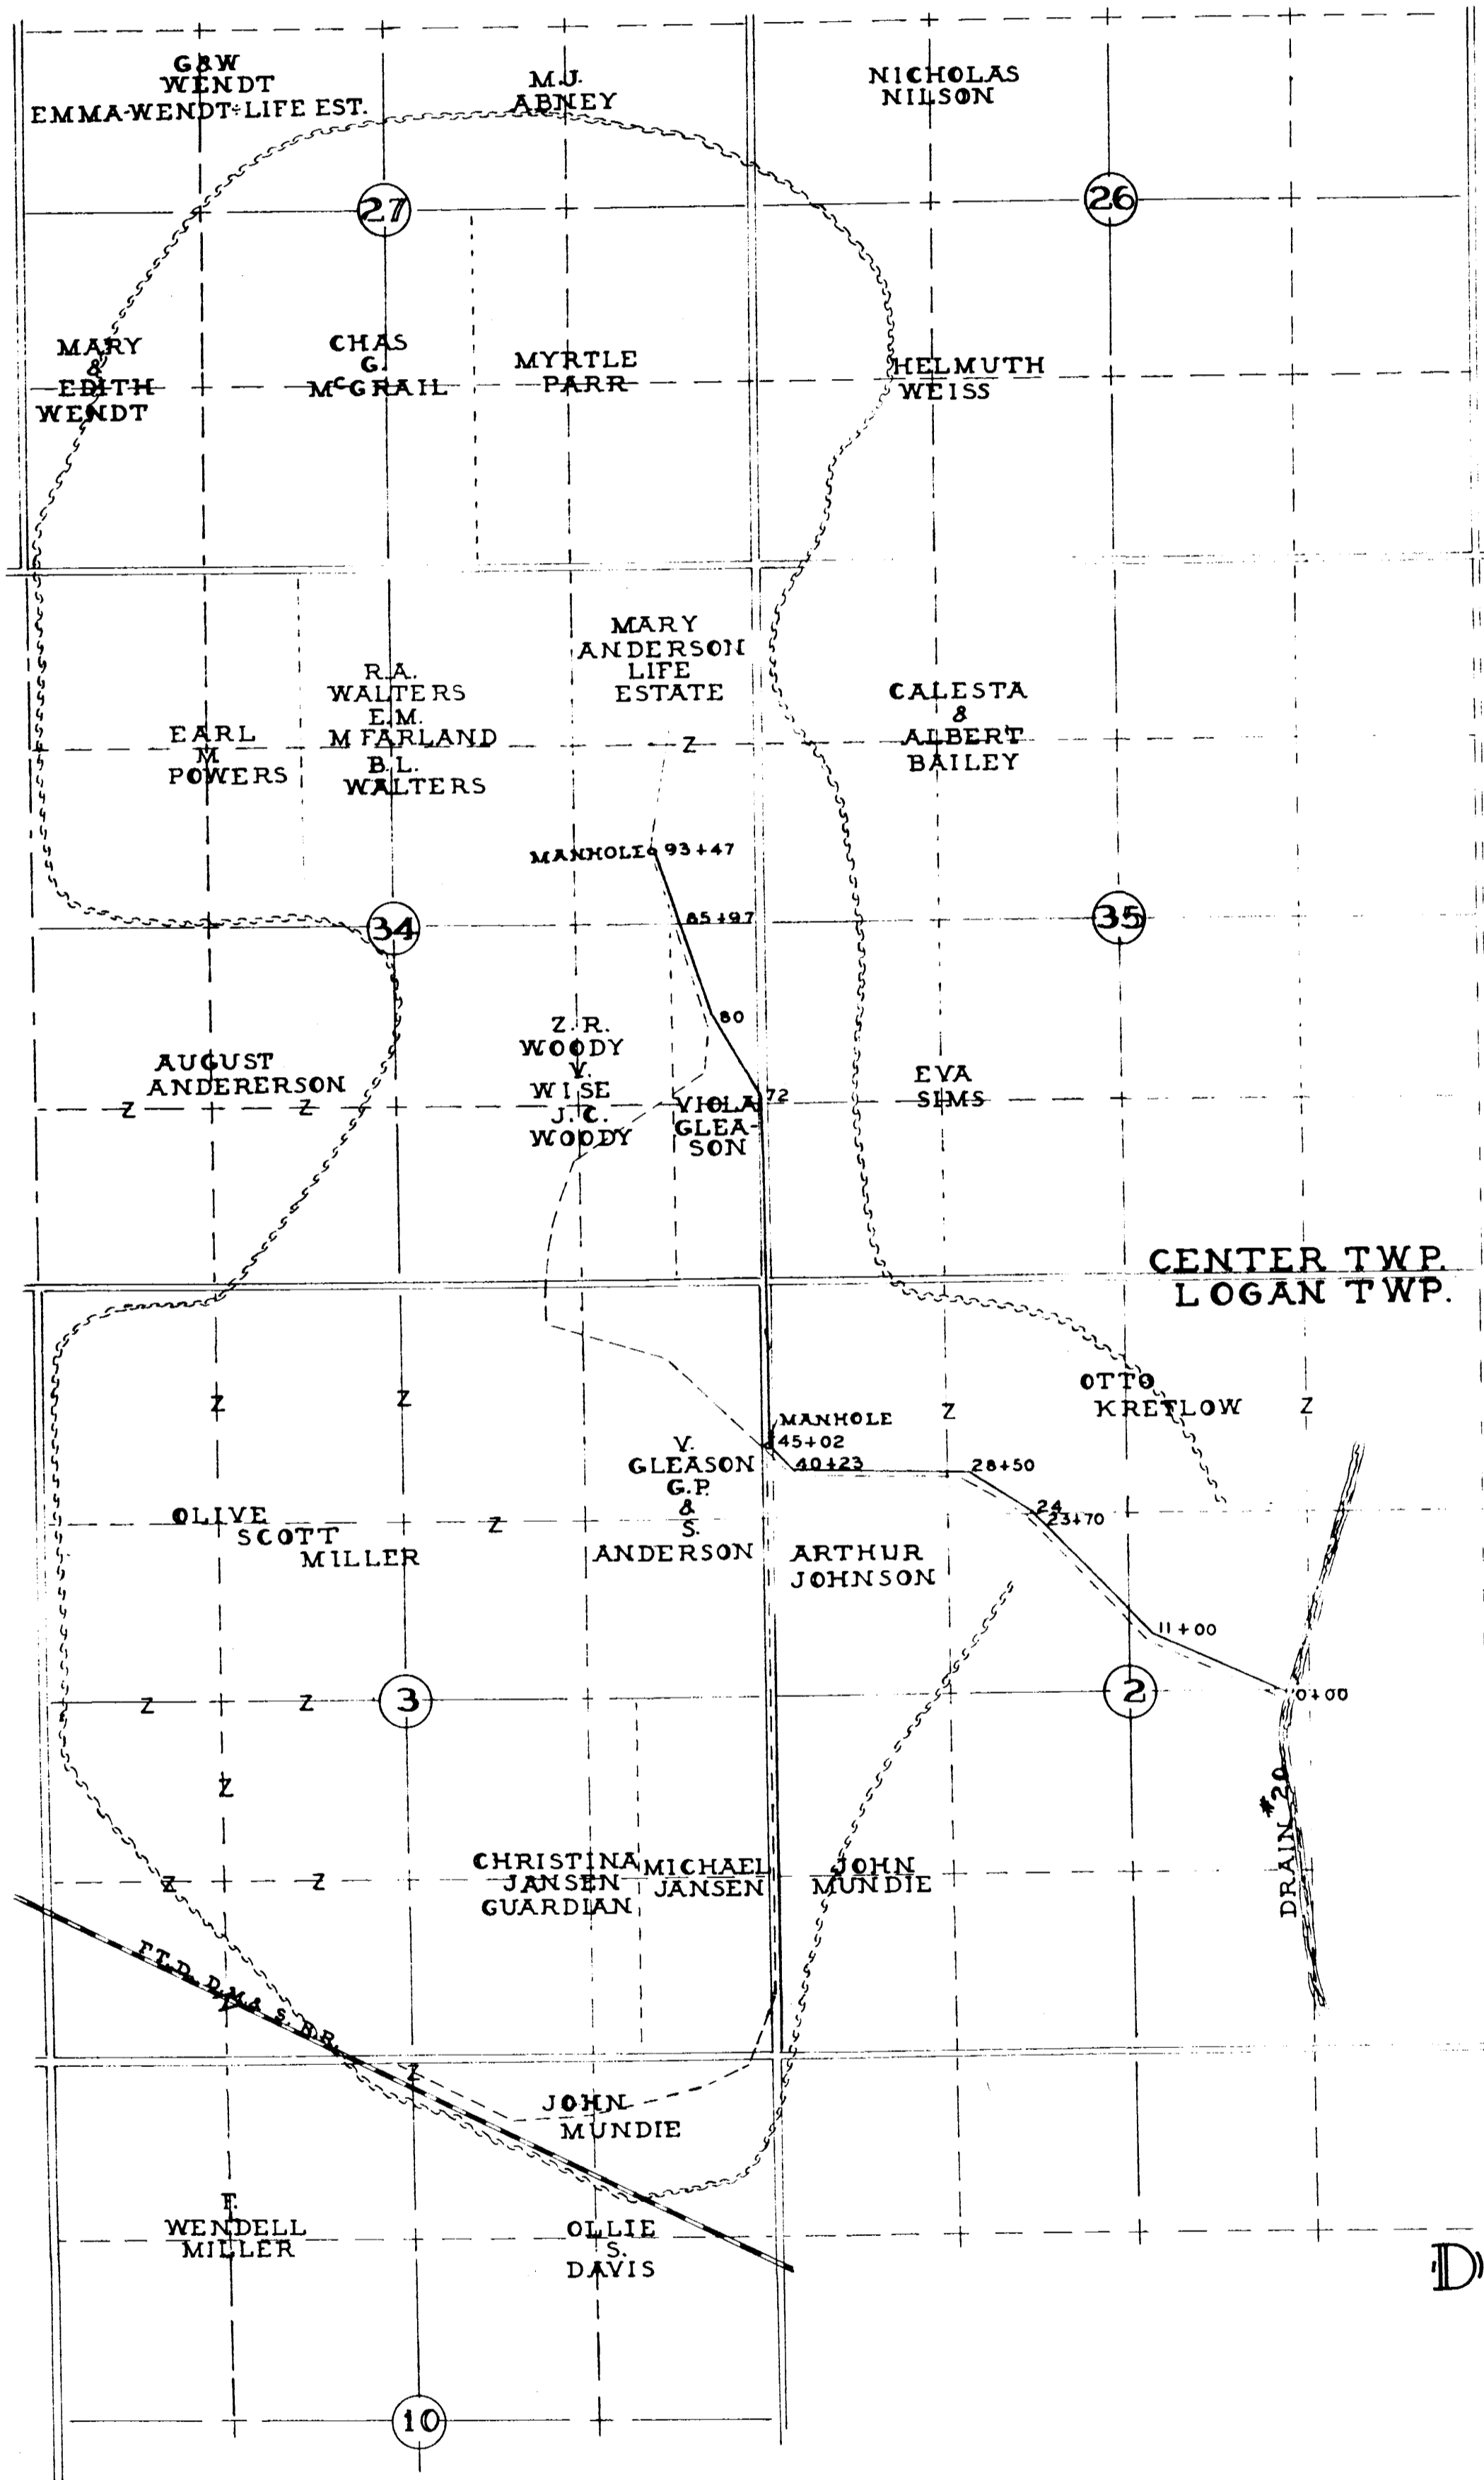 G&W
WENDT
EMMA-WENDT-LIFE EST.
M.J.
ABNEY
NICHOLAS
NILSON
27
26
MARY
&
EDITH
WENDT
CHAS
G.
McGRAIL
MYRTLE
PARR
HELMUTH
WEISS
MARY
ANDERSON
LIFE
ESTATE
R.A.
WALTERS
E.M.
M FARLAND
B.L.
WALTERS
EARL
M
POWERS
CALESTA
&
ALBERT
BAILEY
Z
MANHOLE 93+47
85+97
34
35
80
Z.R.
WOODY
V.
WISE
J.C.
WOODY
AUGUST
ANDERERSON
Z
Z
72
VIOLA
GLEA-
SON
EVA
SIMS
CENTER TWP.
LOGAN TWP.
Z
Z
Z
Z
OTTO
KRETLOW
MANHOLE
45+02
40+23
28+50
24
23+70
V.
GLEASON
G.P.
&
S.
ANDERSON
OLIVE
SCOTT
MILLER
Z
ARTHUR
JOHNSON
11+00
0+00
Z
Z
3
2
Z
DRAIN #20
Z
Z
CHRISTINA
JANSEN
GUARDIAN
MICHAEL
JANSEN
JOHN
MUNDIE
FT.D. D.M.& S. R.R.
Z
Z
JOHN
MUNDIE
F.
WENDELL
MILLER
OLLIE
S.
DAVIS
D
10